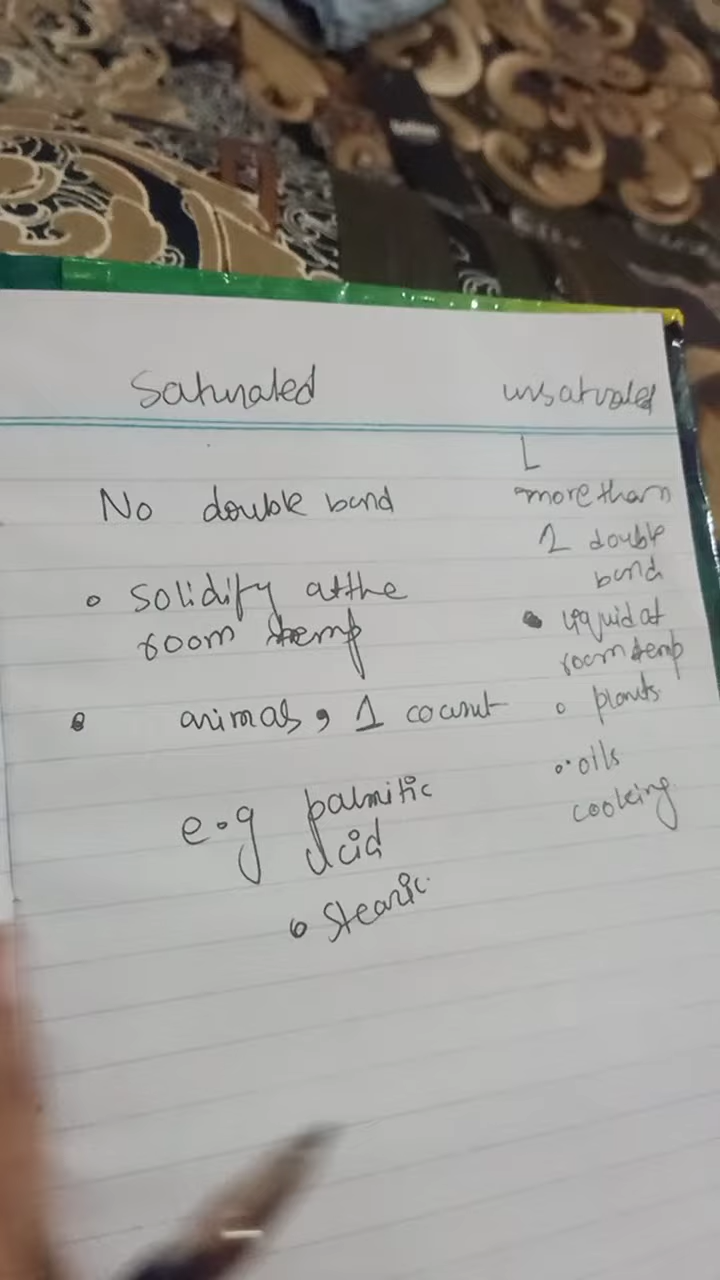 Saturated
unsaturated
No double bond
more than
1 double
bond
• solidify at the
room temp
• liquid at
room temp
• animals, 1 coconut
• plants
e.g palmitic
acid
• oils
cooking
• stearic